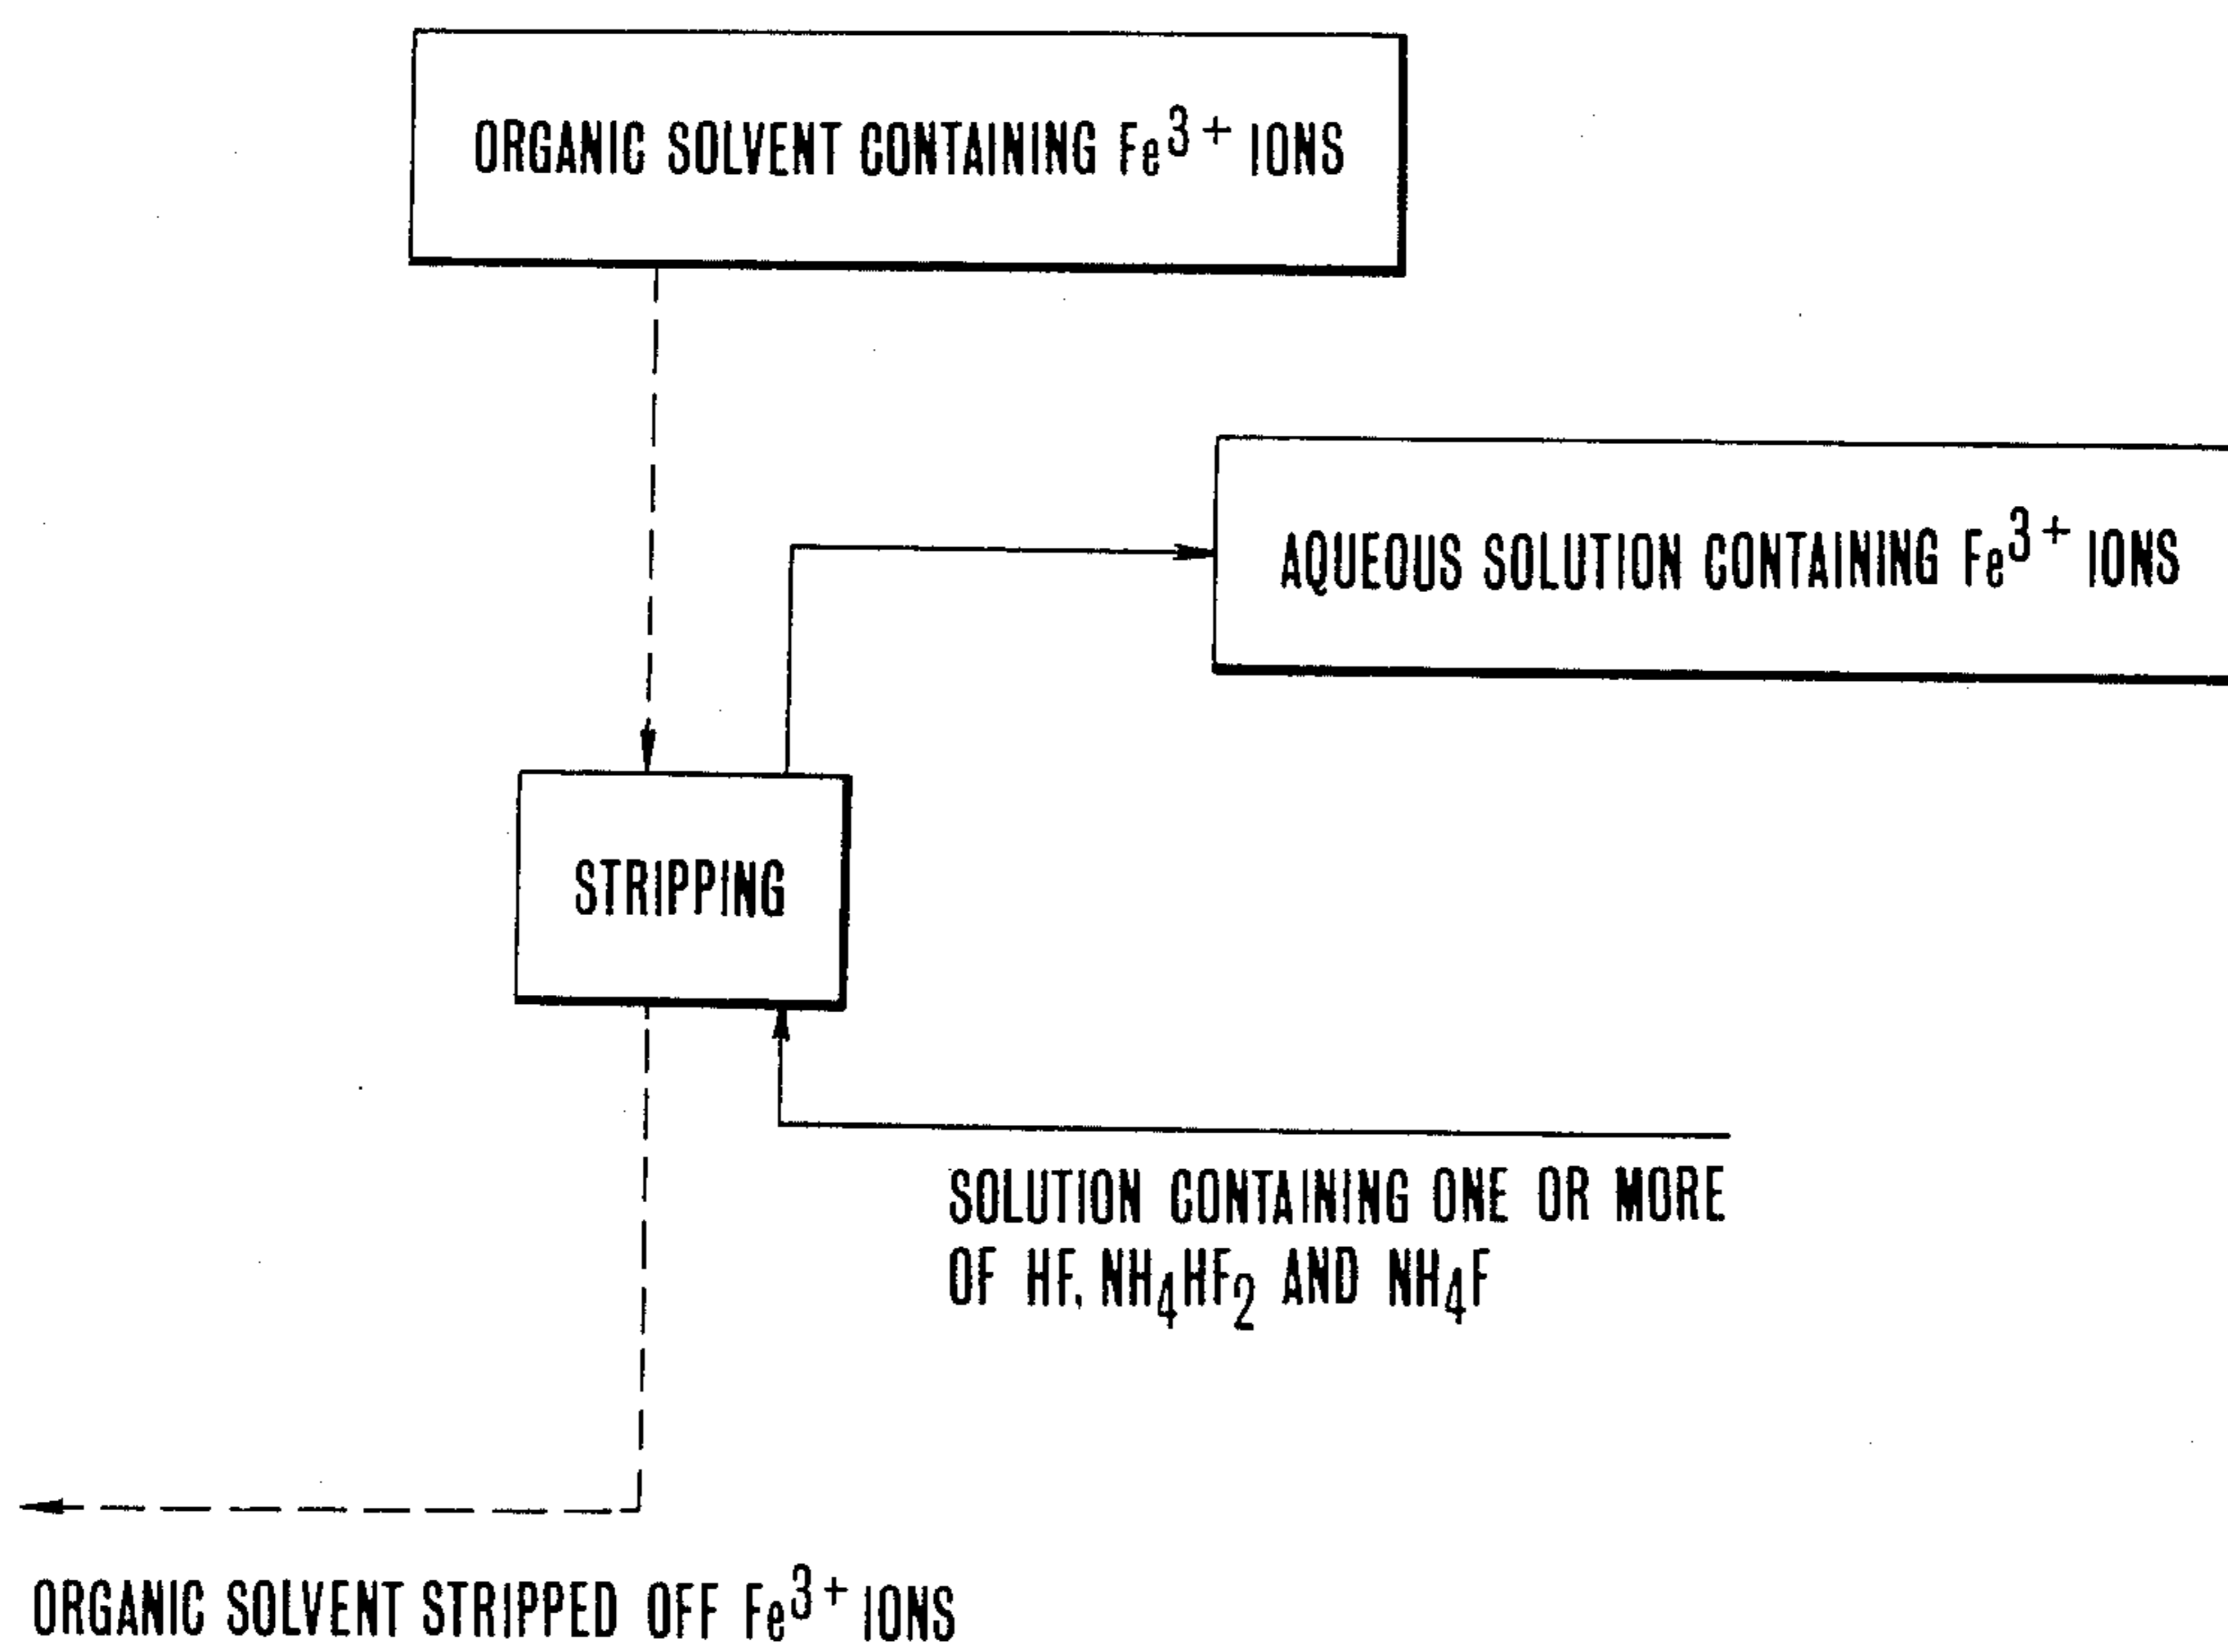 ORGANIC SOLVENT CONTAINING Fe³⁺ IONS
AQUEOUS SOLUTION CONTAINING Fe³⁺ IONS
STRIPPING
SOLUTION CONTAINING ONE OR MORE
OF HF, NH₄HF₂ AND NH₄F
ORGANIC SOLVENT STRIPPED OFF Fe³⁺ IONS